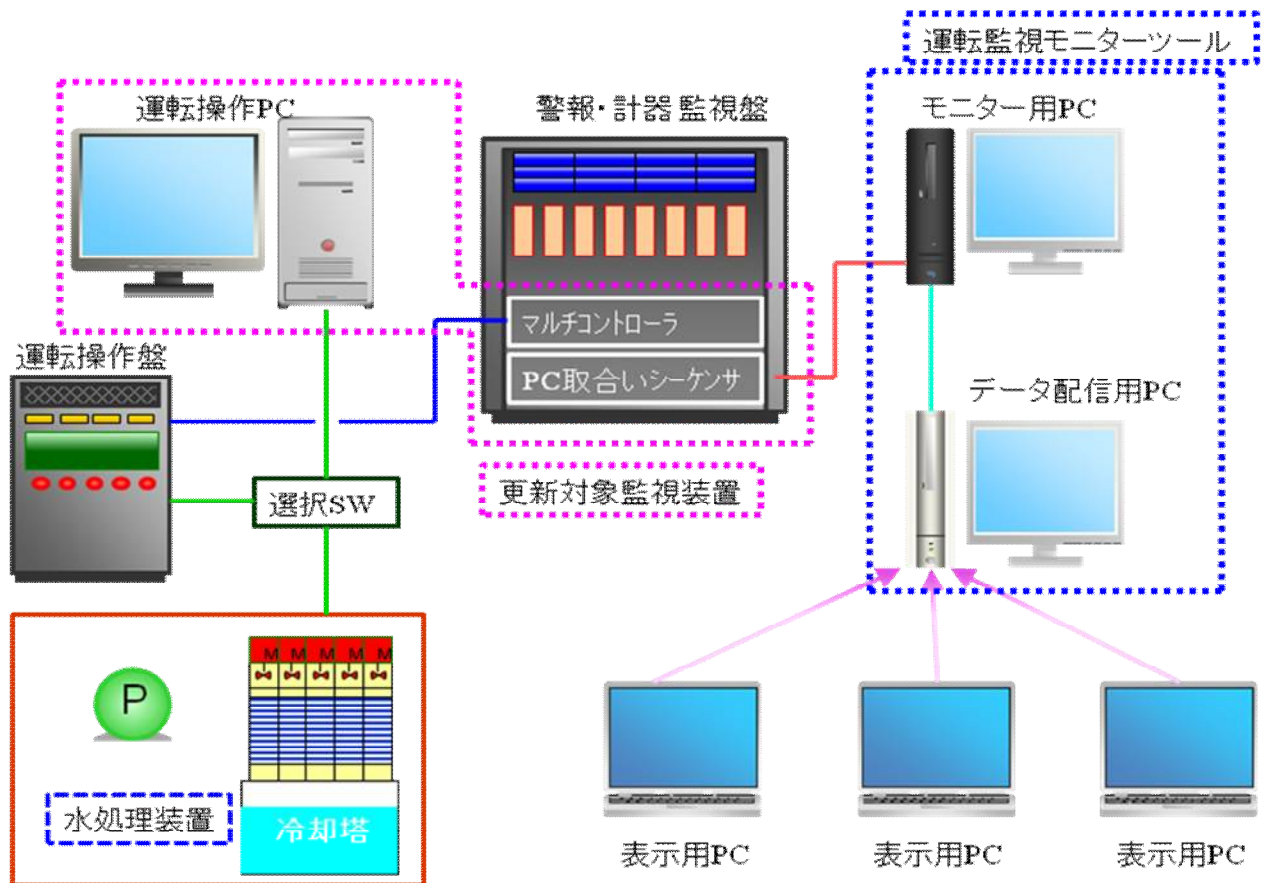 運転監視モニターツール
運転操作PC
警報・計器監視盤
モニター用PC
マルチコントローラ
PC取合いシーケンサ
運転操作盤
データ配信用PC
選択SW
更新対象監視装置
M M M M M
P
水処理装置
冷却塔
表示用PC
表示用PC
表示用PC